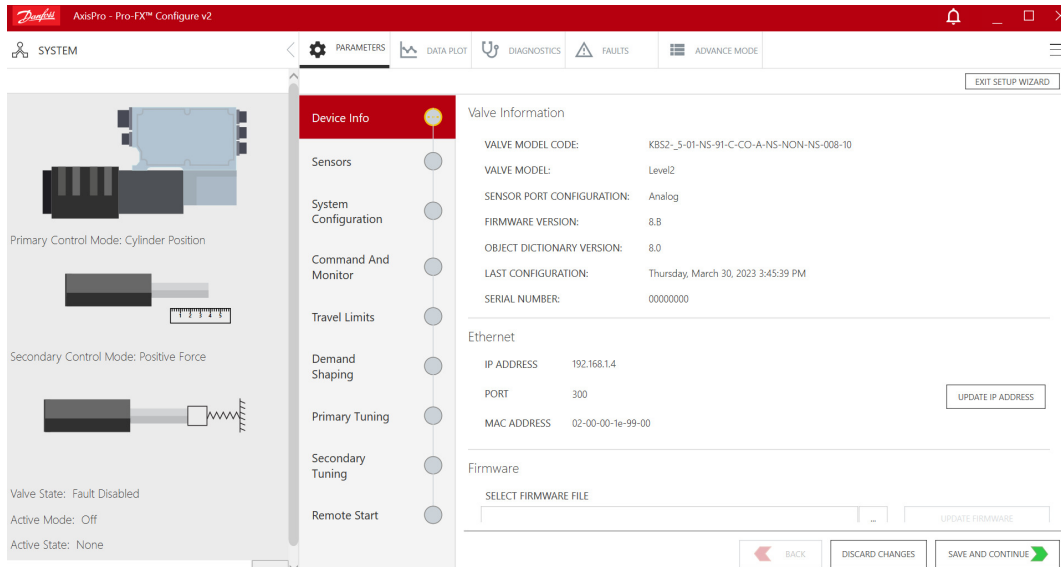 Danfoss AxisPro - Pro-FX™ Configure v2
SYSTEM
PARAMETERS
DATA PLOT
DIAGNOSTICS
FAULTS
ADVANCE MODE
EXIT SETUP WIZARD
Primary Control Mode: Cylinder Position
1 2 3 4 5
Secondary Control Mode: Positive Force
Valve State: Fault Disabled
Active Mode: Off
Active State: None
Device Info
Sensors
System
Configuration
Command And
Monitor
Travel Limits
Demand
Shaping
Primary Tuning
Secondary
Tuning
Remote Start
Valve Information
VALVE MODEL CODE: KBS2-_5-01-NS-91-C-CO-A-NS-NON-NS-008-10
VALVE MODEL: Level2
SENSOR PORT CONFIGURATION: Analog
FIRMWARE VERSION: 8.B
OBJECT DICTIONARY VERSION: 8.0
LAST CONFIGURATION: Thursday, March 30, 2023 3:45:39 PM
SERIAL NUMBER: 00000000
Ethernet
IP ADDRESS 192.168.1.4
PORT 300
UPDATE IP ADDRESS
MAC ADDRESS 02-00-00-1e-99-00
Firmware
SELECT FIRMWARE FILE
...
UPDATE FIRMWARE
BACK
DISCARD CHANGES
SAVE AND CONTINUE